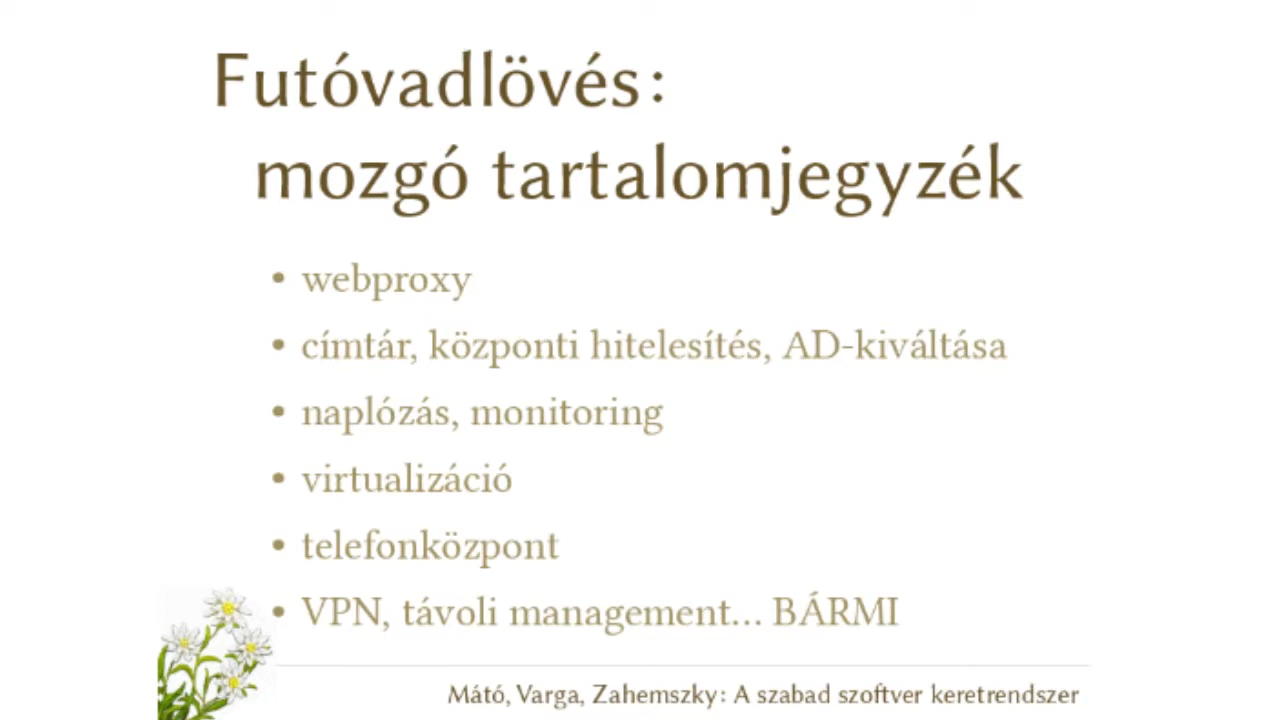 Futóvadlövés:
mozgó tartalomjegyzék
• webproxy
• címtár, központi hitelesítés, AD-kiváltása
• naplózás, monitoring
• virtualizáció
• telefonközpont
• VPN, távoli management... BÁRMI
Mátó, Varga, Zahemszky: A szabad szoftver keretrendszer